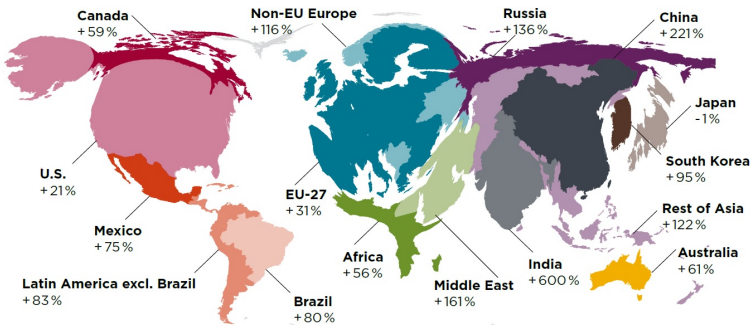 Canada
+59%
Non-EU Europe
+116%
Russia
+136%
China
+221%
Japan
-1%
South Korea
+95%
U.S.
+21%
EU-27
+31%
Rest of Asia
+122%
Mexico
+75%
Africa
+56%
Australia
+61%
India
+600%
Middle East
+161%
Latin America excl. Brazil
+83%
Brazil
+80%